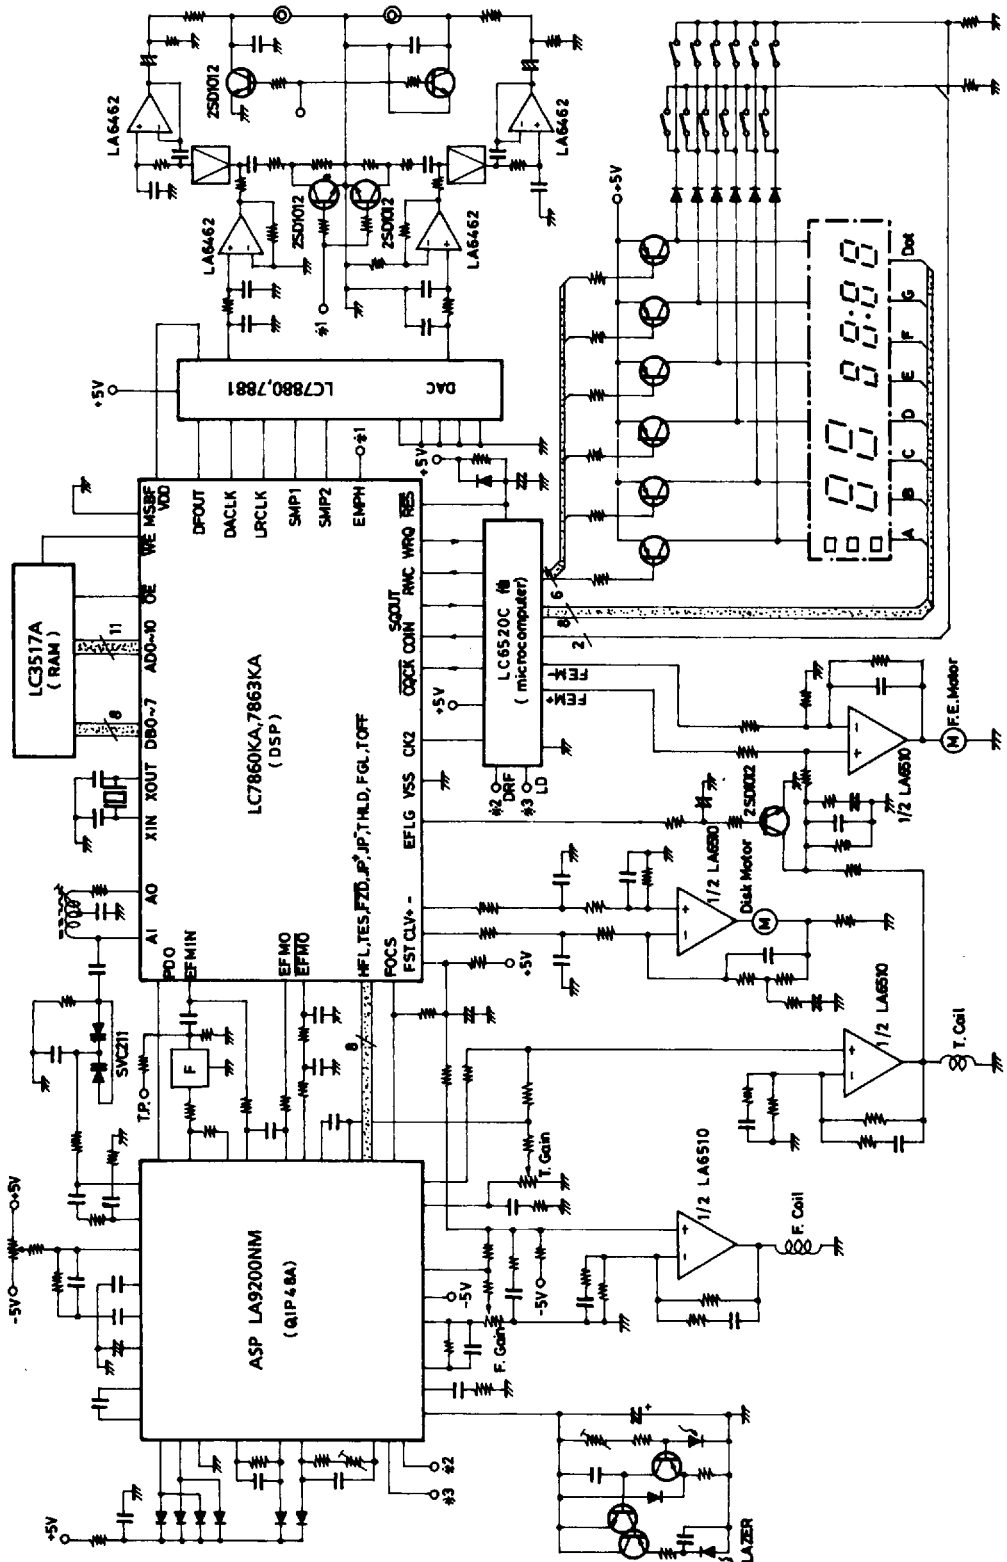 LA6462
2SD1012
LA6462
LA6462
2SD1012
2SD1012
LA6462
※1
+5V
LC7880,7881
DAC
+5V
+5V
LC3517A
(RAM)
11
8
MSBF
VDD
WE
OE
AD0~10
DB0~7
XOUT
XIN
AO
AI
DFOUT
DACLK
LRCLK
SMP1
SMP2
EMPH
※1
RES
WRQ
RWC
SQOUT
COIN
CQCK
CK2
VSS
EFLG
CLV+ -
FST
FOCS
LC7860KA,7863KA
(DSP)
PDO
EFMIN
EFMO
EFMO
HFL,TES,FZD,JP+,JP-,THLD,FGL,TOFF
LC6520C
(microcomputer)
6
8
2
FEM-
FEM+
+5V
※2
DRF
※3
LD
Dot
G
F
E
D
C
B
A
M
F.E.Motor
1/2 LA6510
2SD1012
1/2 LA6510
Disk Motor
M
+5V
1/2 LA6510
T. Coil
SVC211
T.P.
F
8
T. Gain
1/2 LA6510
F. Coil
+5V
-5V
ASP LA9200NM
(QIP48A)
-5V
-5V
F. Gain
※2
※3
+5V
LAZER